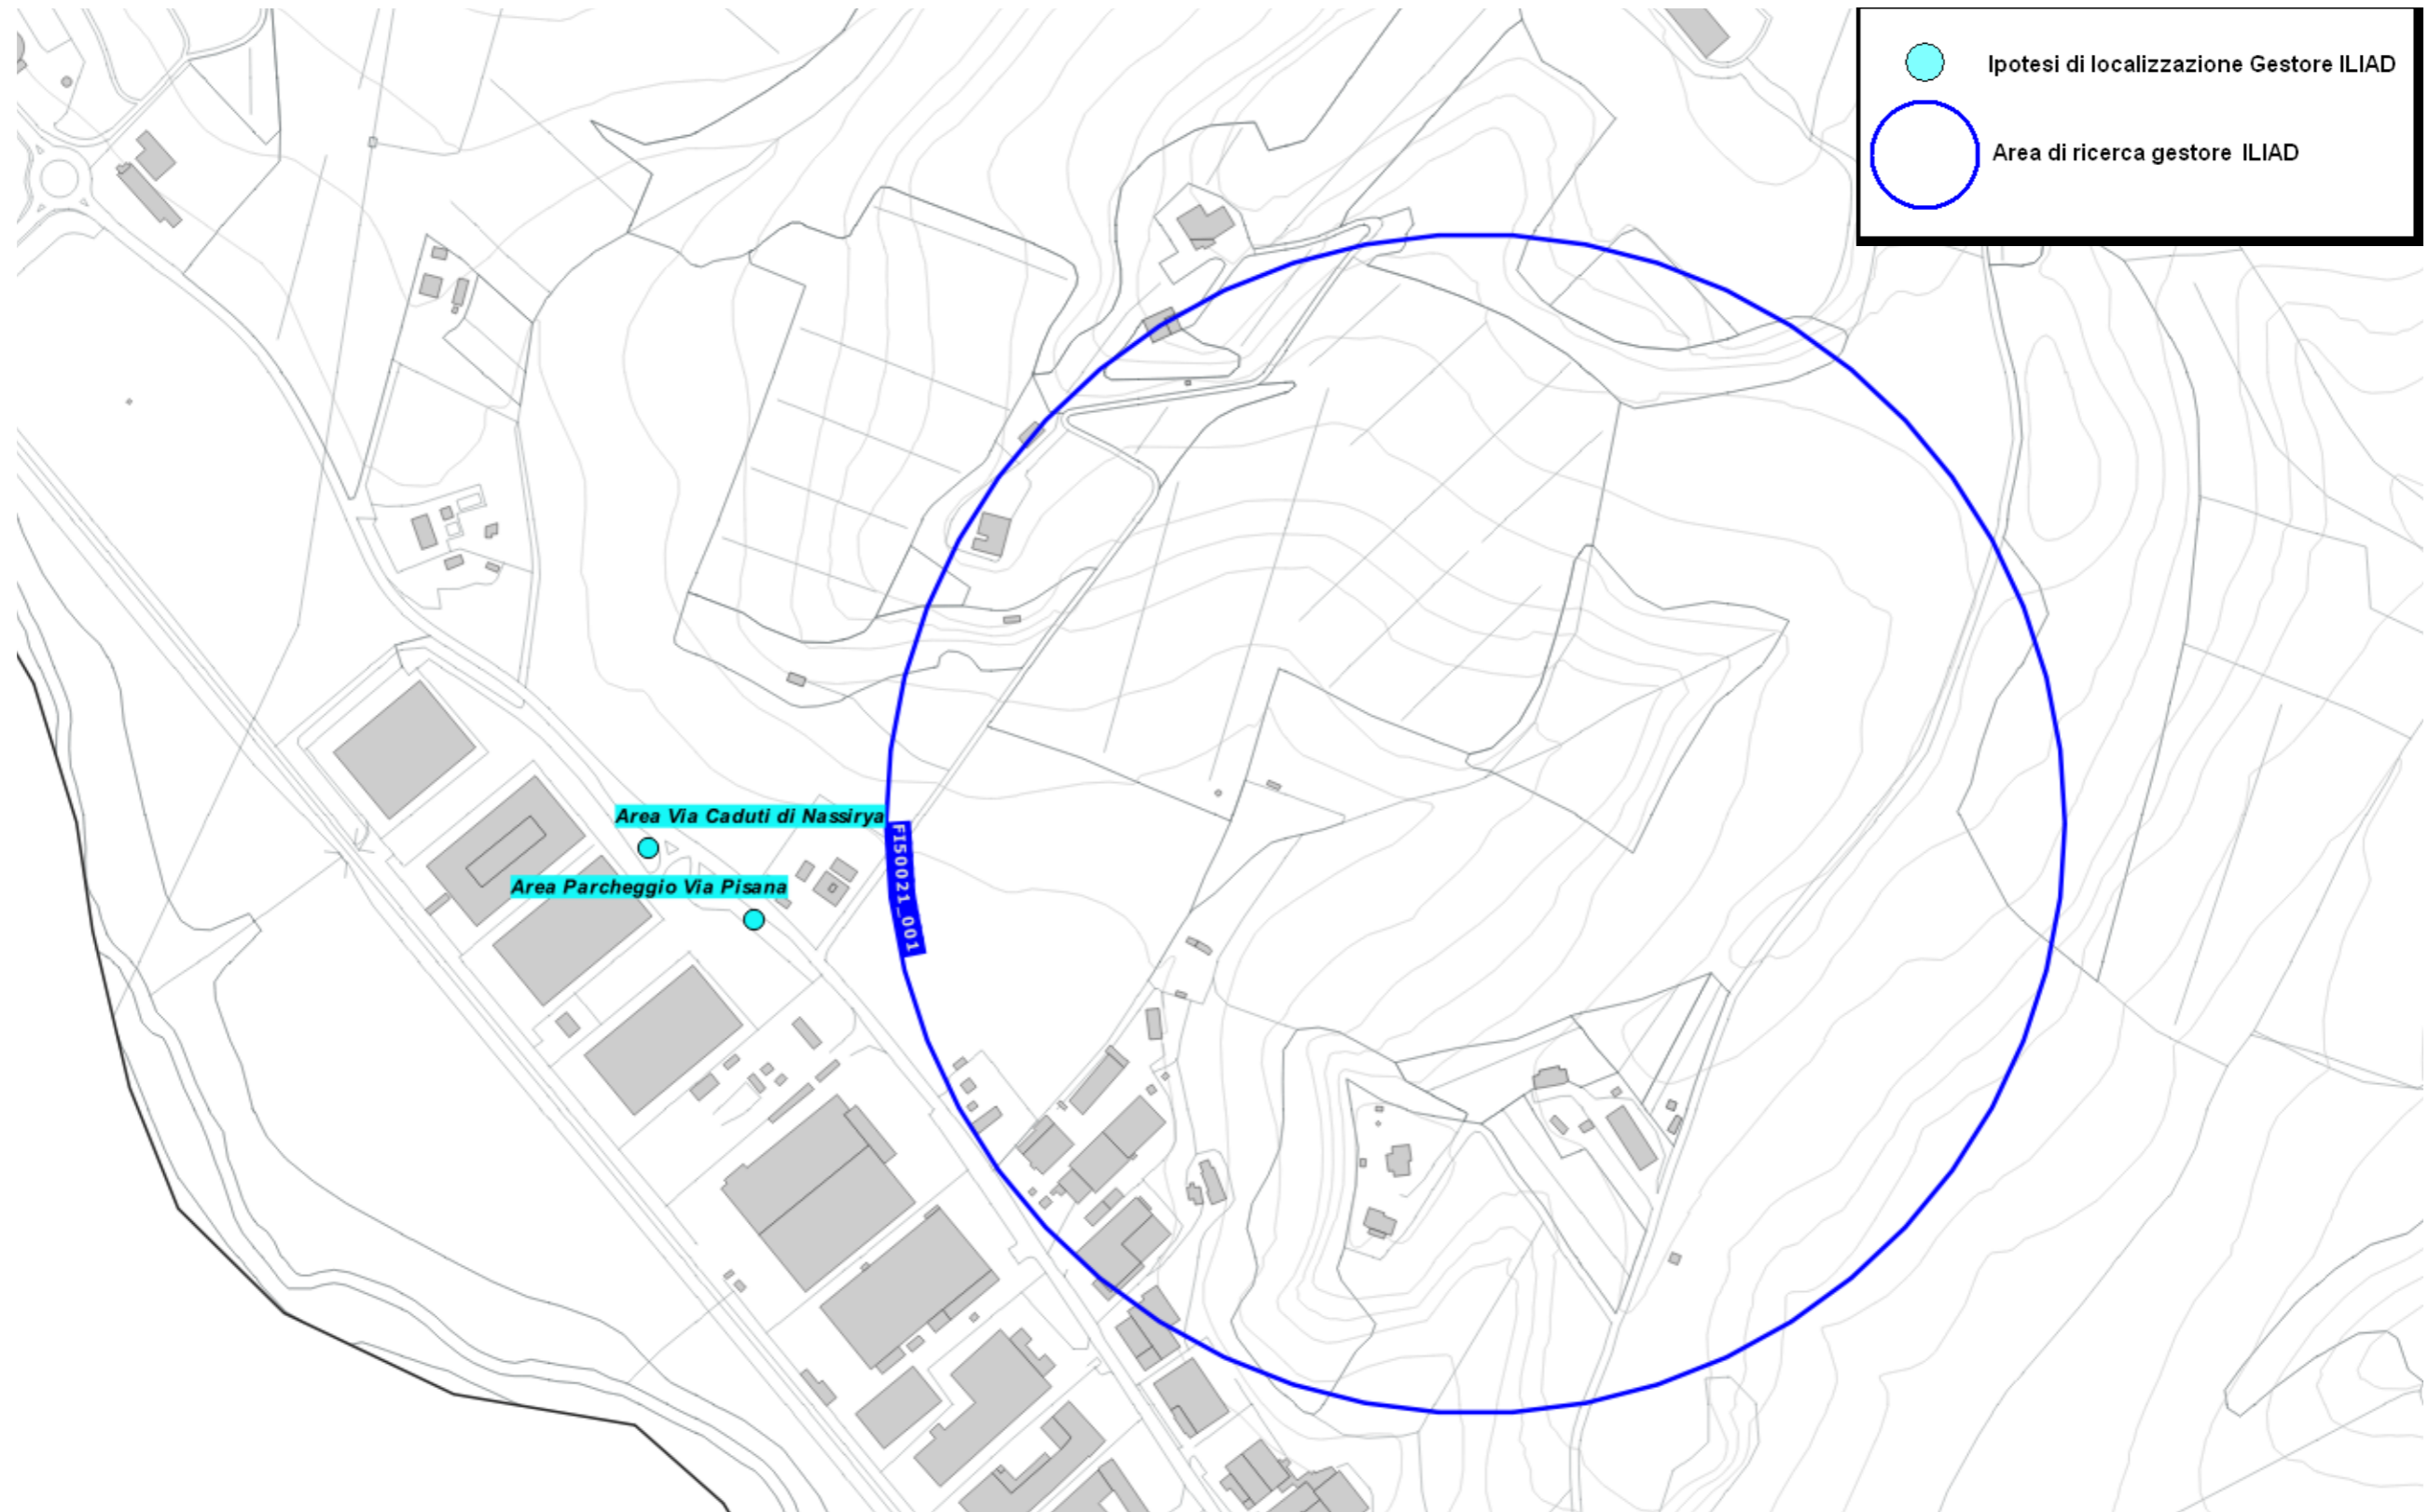 Ipotesi di localizzazione Gestore ILIAD
Area di ricerca gestore ILIAD
Area Via Caduti di Nassirya
FI50021_001
Area Parcheggio Via Pisana